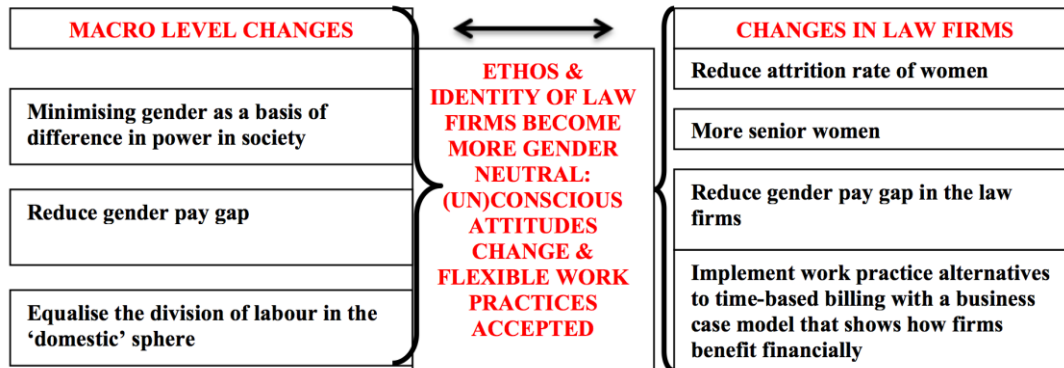 MACRO LEVEL CHANGES
Minimising gender as a basis of
difference in power in society
Reduce gender pay gap
Equalise the division of labour in the
‘domestic’ sphere
ETHOS &
IDENTITY OF LAW
FIRMS BECOME
MORE GENDER
NEUTRAL:
(UN)CONSCIOUS
ATTITUDES
CHANGE &
FLEXIBLE WORK
PRACTICES
ACCEPTED
CHANGES IN LAW FIRMS
Reduce attrition rate of women
More senior women
Reduce gender pay gap in the law
firms
Implement work practice alternatives
to time-based billing with a business
case model that shows how firms
benefit financially